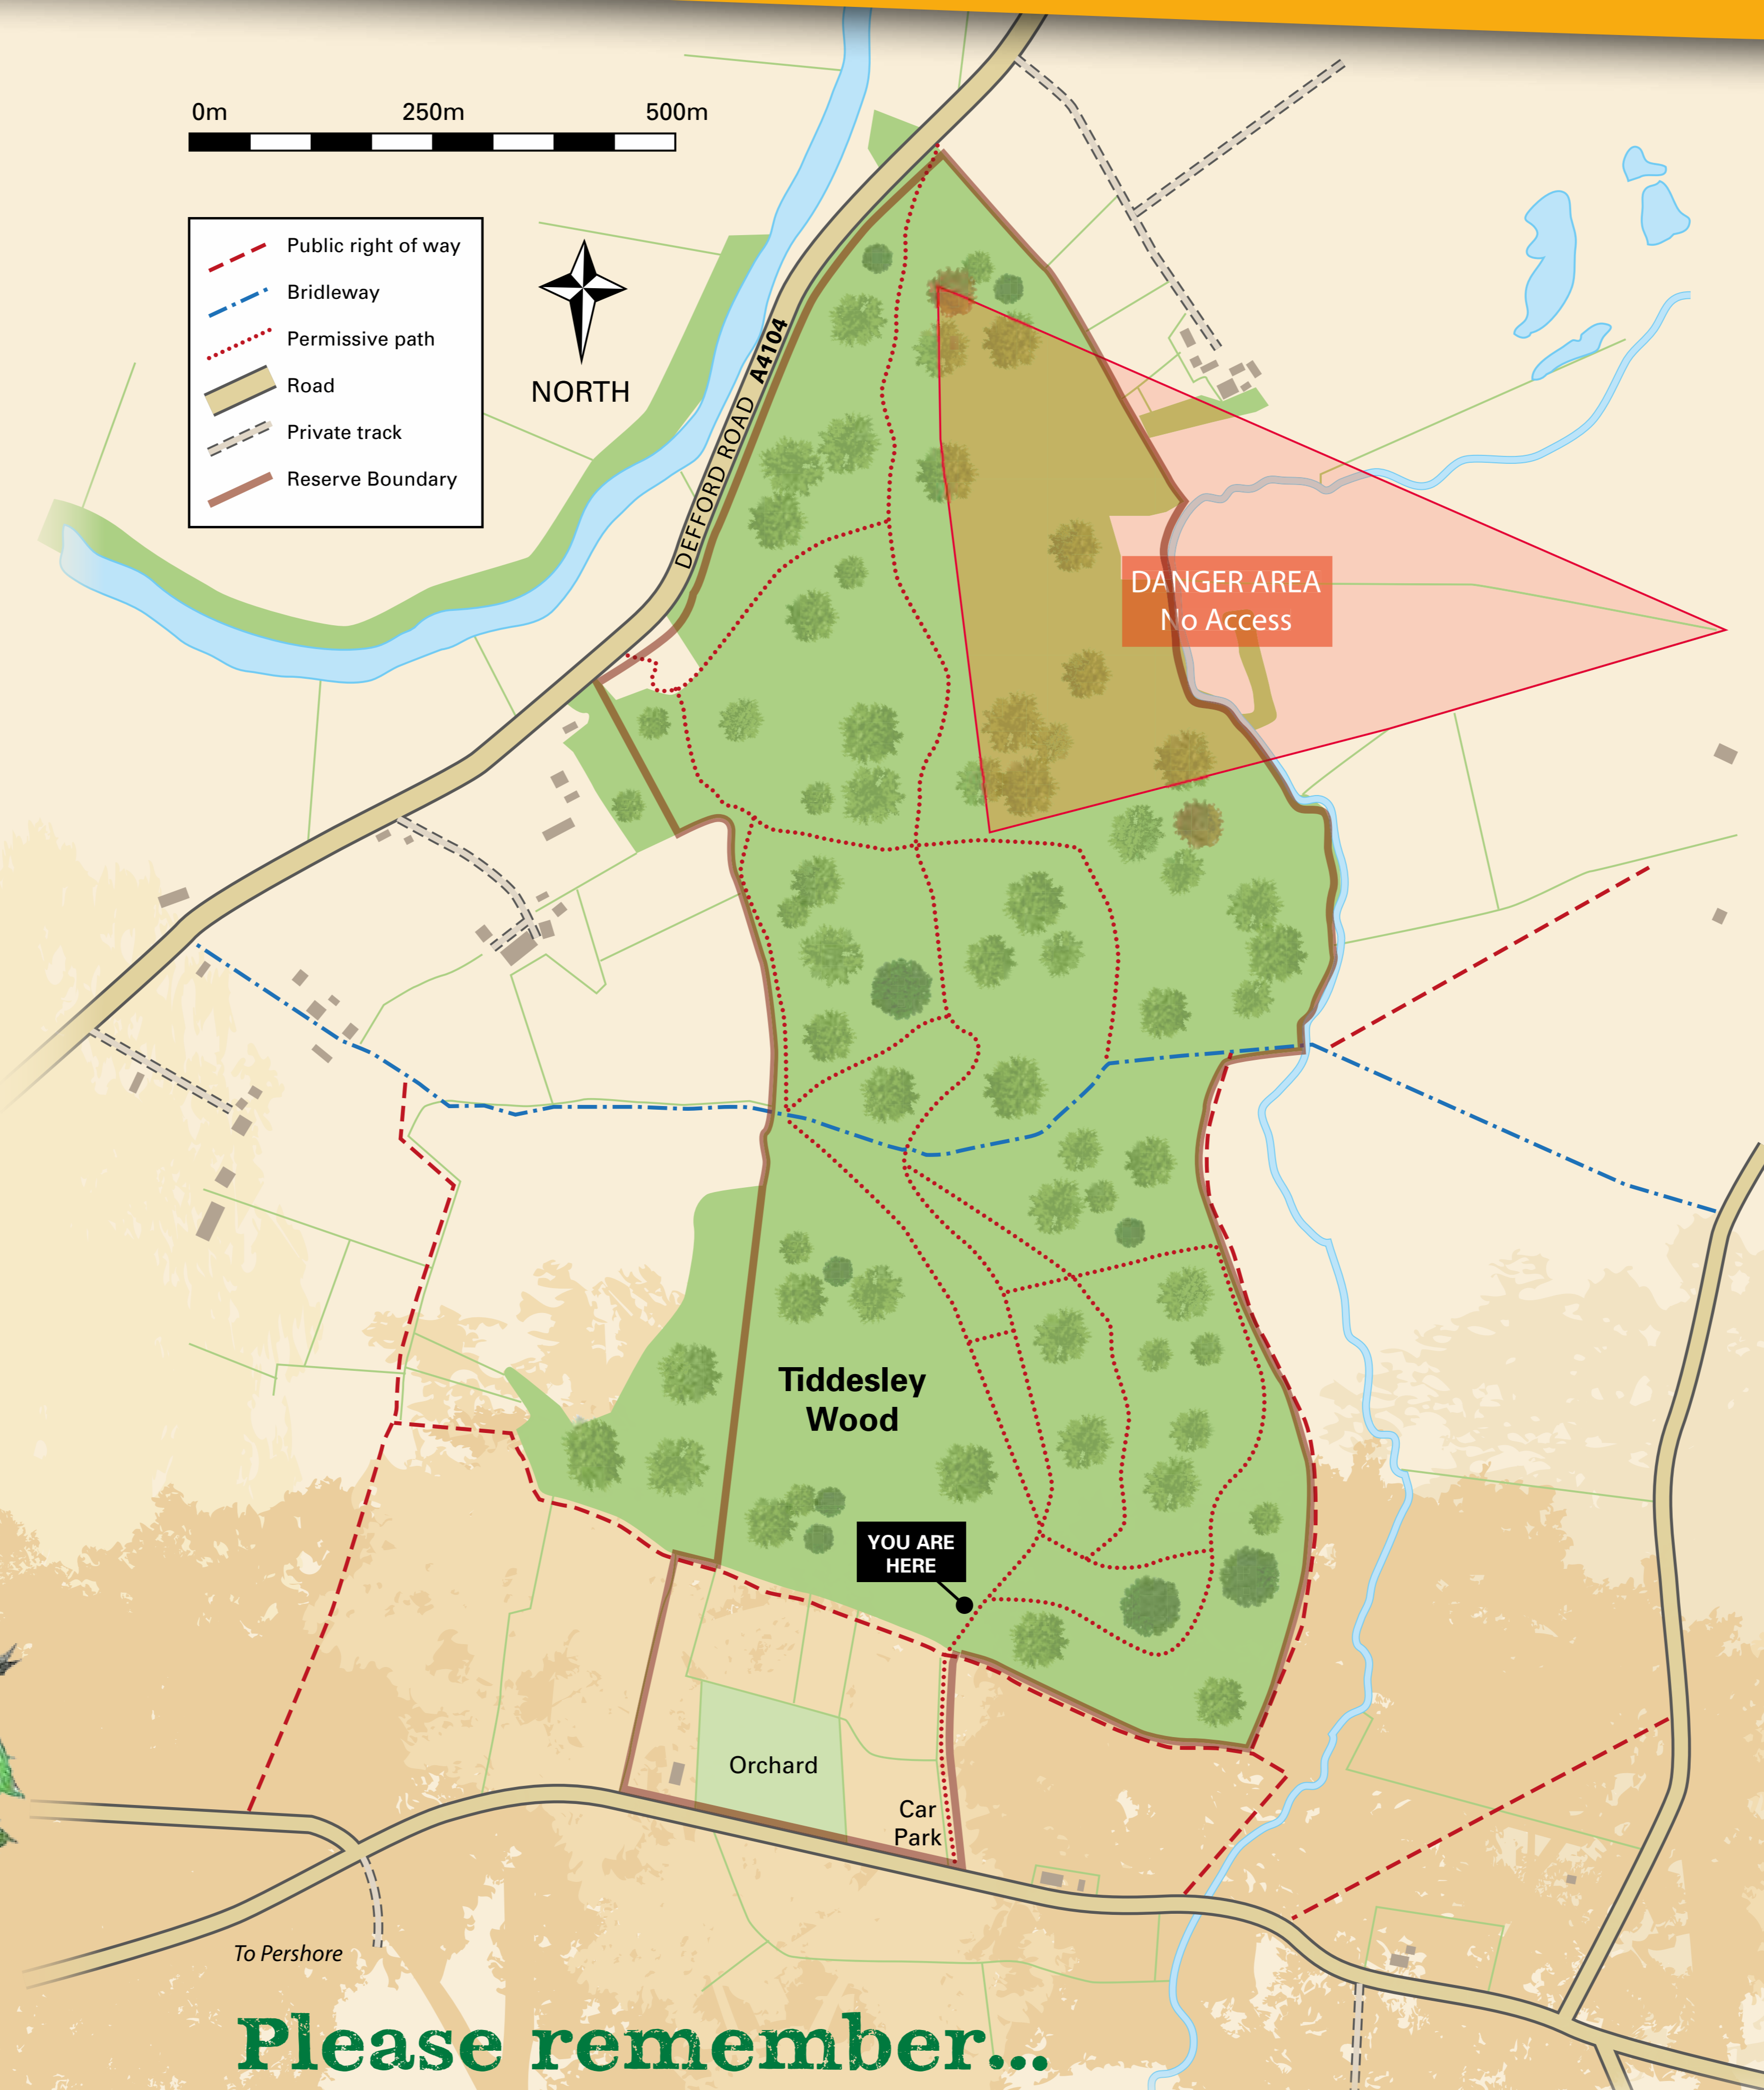 0m 250m 500m
Public right of way
Bridleway
Permissive path
Road
Private track
Reserve Boundary
NORTH
DEFFORD ROAD A4104
DANGER AREA
No Access
Tiddesley
Wood
YOU ARE
HERE
Orchard
Car
Park
To Pershore
Please remember...